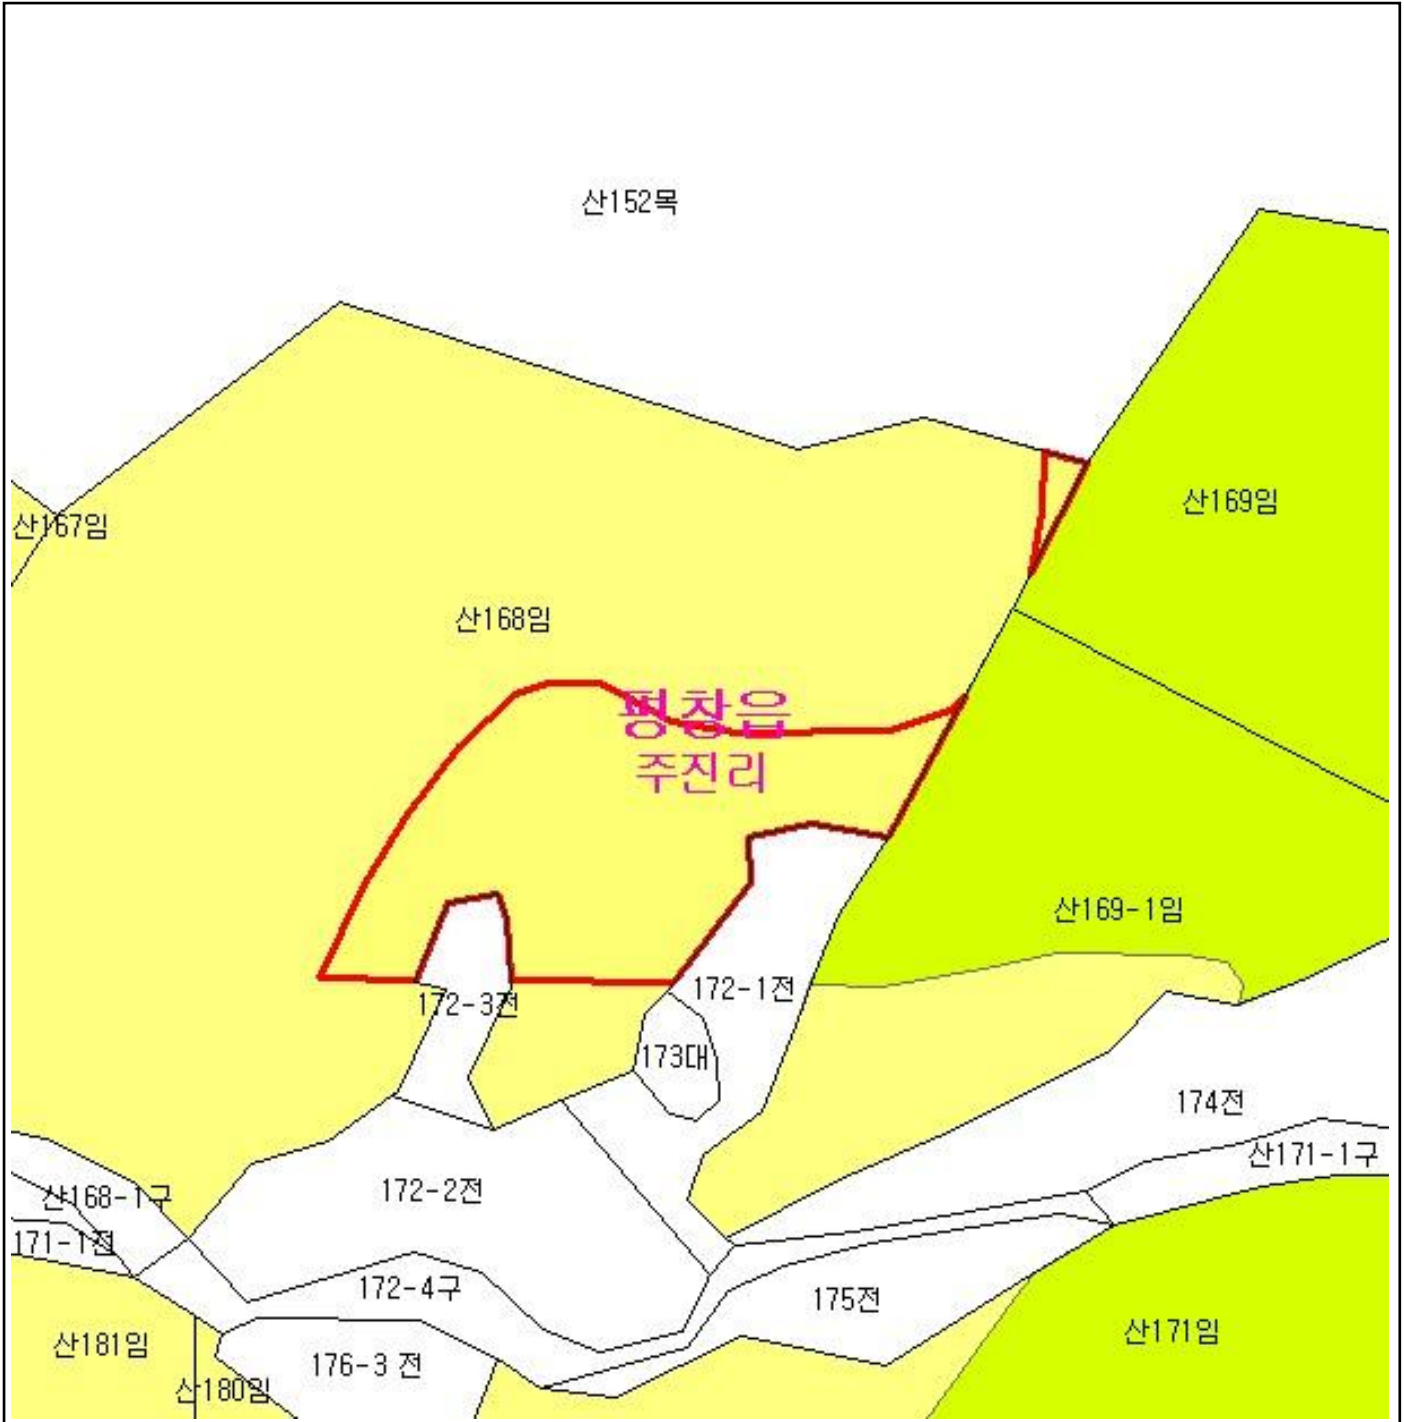 산152목
산169임
산167임
산168임
평창읍
주진리
산169-1임
172-1전
172-3전
173대
174전
산171-1구
172-2전
산168-1구
171-1전
172-4구
175전
산171임
산181임
176-3 전
산180임